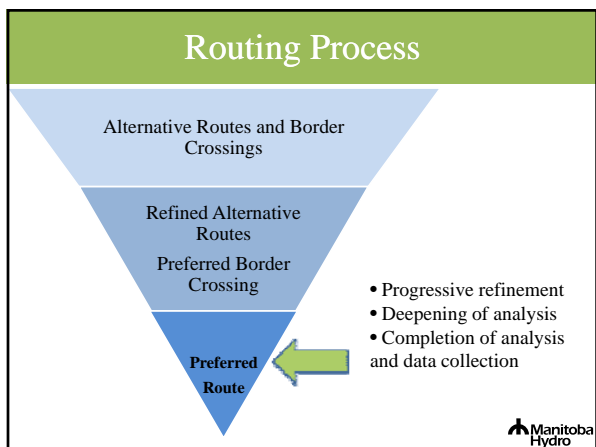 Routing Process
Alternative Routes and Border
Crossings
Refined Alternative
Routes
Preferred Border
Crossing
Preferred
Route
• Progressive refinement
• Deepening of analysis
• Completion of analysis
and data collection
Manitoba
Hydro